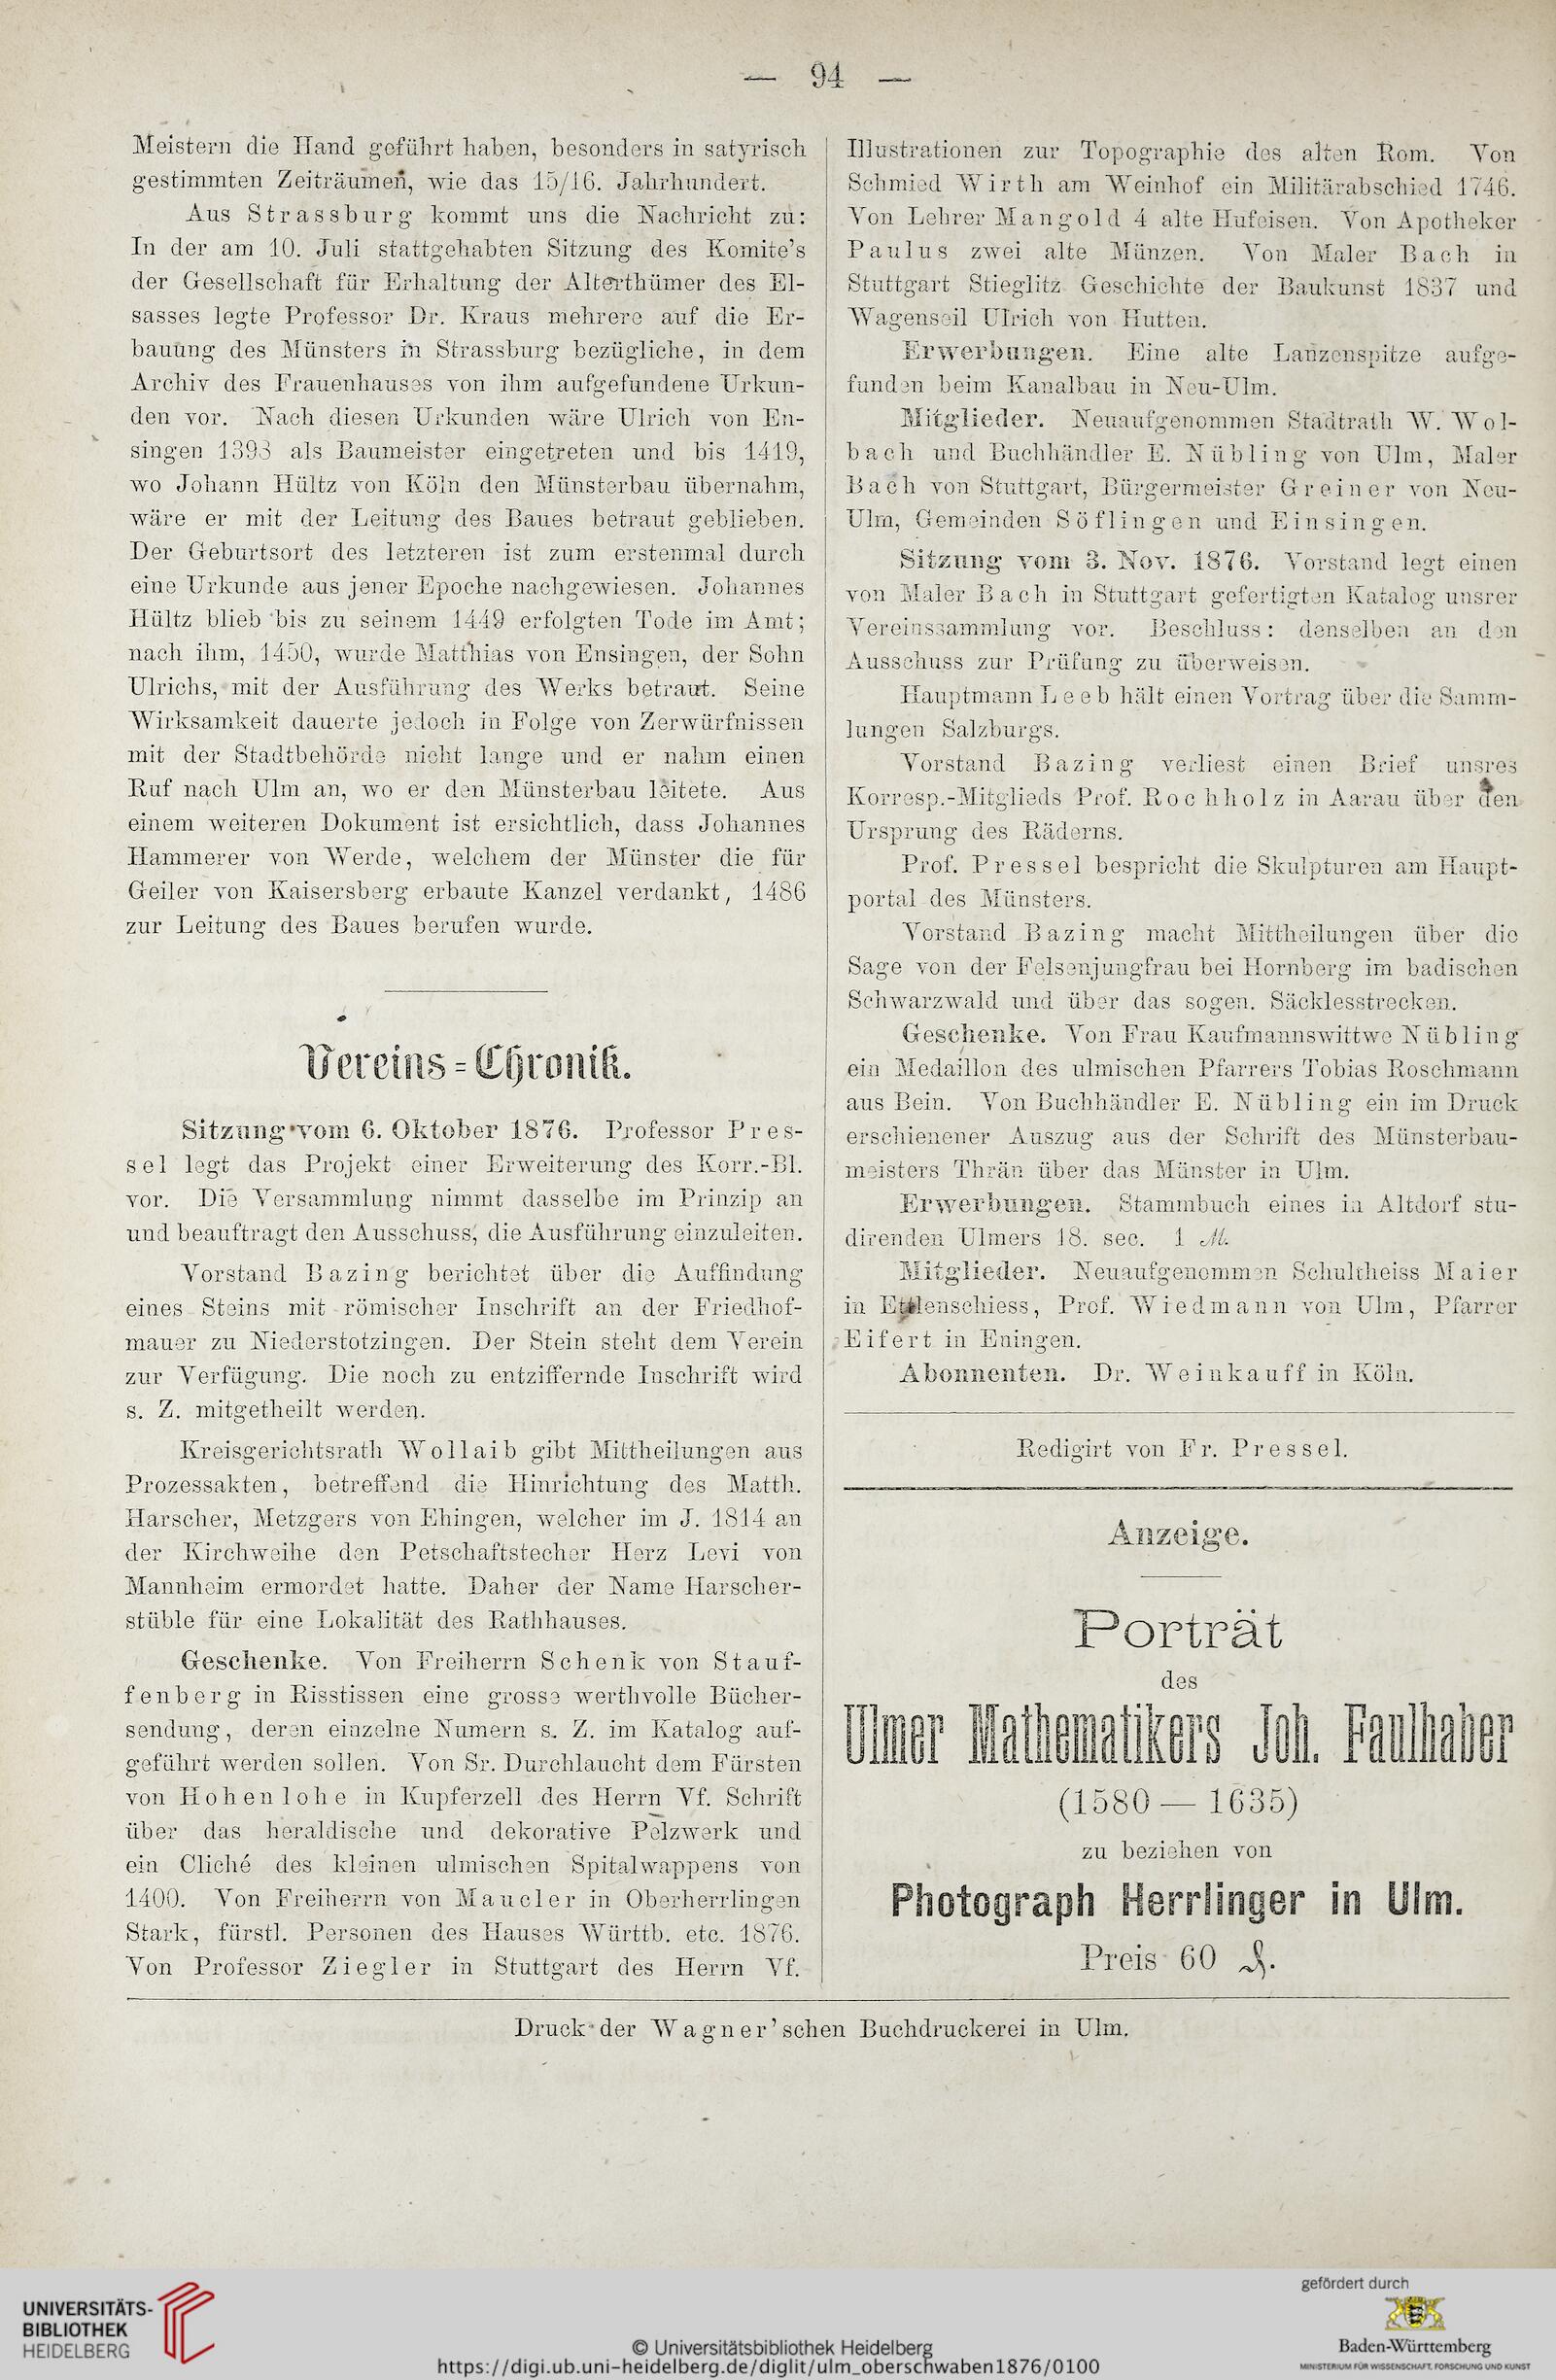 — 94 —
Meistern die Hand geführt haben, besonders in satyrisch
gestimmten Zeiträumen, wie das 15/16. Jahrhundert.
Aus Strassburg kommt uns die Nachricht zu:
In der am 10. Juli stattgehabten Sitzung des Komite's
der Gesellschaft für Erhaltung der Alterthümer des El-
sasses legte Professor Dr. Kraus mehrere auf die Er-
bauung des Münsters in Strassburg bezügliche, in dem
Archiv des Frauenhauses von ihm aufgefundene Urkun-
den vor. Nach diesen Urkunden wäre Ulrich von En-
singen 1393 als Baumeister eingetreten und bis 1419,
wo Johann Hültz von Köln den Münsterbau übernahm,
wäre er mit der Leitung des Baues betraut geblieben.
Der Geburtsort des letzteren ist zum erstenmal durch
eine Urkunde aus jener Epoche nachgewiesen. Johannes
Hültz blieb bis zu seinem 1449 erfolgten Tode im Amt;
nach ihm, 1450, wurde Matthias von Ensingen, der Sohn
Ulrichs, mit der Ausführung des Werks betraut. Seine
Wirksamkeit dauerte jedoch in Folge von Zerwürfnissen
mit der Stadtbehörde nicht lange und er nahm einen
Ruf nach Ulm an, wo er den Münsterbau leitete. Aus
einem weiteren Dokument ist ersichtlich, dass Johannes
Hammerer von Werde, welchem der Münster die für
Geiler von Kaisersberg erbaute Kanzel verdankt, 1486
zur Leitung des Baues berufen wurde.
Vereins=Chronik.
Sitzung vom 6. Oktober 1876. Professor Pres-
sel legt das Projekt einer Erweiterung des Korr.-Bl.
vor. Die Versammlung nimmt dasselbe im Prinzip an
und beauftragt den Ausschuss, die Ausführung einzuleiten.
Vorstand Bazing berichtet über die Auffindung
eines Steins mit römischer Inschrift an der Friedhof-
mauer zu Niederstotzingen. Der Stein steht dem Verein
zur Verfügung. Die noch zu entziffernde Inschrift wird
s. Z. mitgetheilt werden.
Kreisgerichtsrath Wollaib gibt Mittheilungen aus
Prozessakten, betreffend die Hinrichtung des Matth.
Harscher, Metzgers von Ehingen, welcher im J. 1814 an
der Kirchweihe den Petschaftstecher Herz Levi von
Mannheim ermordet hatte. Daher der Name Harscher-
stüble für eine Lokalität des Rathhauses.
Geschenke. Von Freiherrn Schenk von Stauf-
fenberg in Risstissen eine grosse werthvolle Bücher-
sendung, deren einzelne Numern s. Z. im Katalog auf-
geführt werden sollen. Von Sr. Durchlaucht dem Fürsten
von Hohenlohe in Kupferzell des Herrn Vf. Schrift
über das heraldische und dekorative Pelzwerk und
ein Cliché des kleinen ulmischen Spitalwappens von
1400. Von Freiherrn von Maucler in Oberherrlingen
Stark, fürstl. Personen des Hauses Württb. etc. 1876.
Von Professor Ziegler in Stuttgart des Herrn Vf.
Illustrationen zur Topographie des alten Rom. Von
Schmied Wirth am Weinhof ein Militärabschied 1746.
Von Lehrer Mangold 4 alte Hufeisen. Von Apotheker
Paulus zwei alte Münzen. Von Maler Bach in
Stuttgart Stieglitz Geschichte der Baukunst 1837 und
Wagenseil Ulrich von Hutten.
Erwerbungen. Eine alte Lanzenspitze aufge-
funden beim Kanalbau in Neu-Ulm.
Mitglieder. Neuaufgenommen Stadtrath W. Wol-
bach und Buchhändler E. Nübling von Ulm, Maler
Bach von Stuttgart, Bürgermeister Greiner von Neu-
Ulm, Gemeinden Söflingen und Einsingen.
Sitzung vom 3. Nov. 1876. Vorstand legt einen
von Maler Bach in Stuttgart gefertigten Katalog unsrer
Vereinssammlung vor. Beschluss: denselben an den
Ausschuss zur Prüfung zu überweisen.
Hauptmann Leeb hält einen Vortrag über die Samm-
lungen Salzburgs.
Vorstand Bazing verliest einen Brief unsres
Korresp.-Mitglieds Prof. Rochholz in Aarau über den
Ursprung des Räderns.
Prof. Pressel bespricht die Skulpturen am Haupt-
portal des Münsters.
Vorstand Bazing macht Mittheilungen über die
Sage von der Felsenjungfrau bei Hornberg im badischen
Schwarzwald und über das sogen. Säcklesstrecken.
Geschenke. Von Frau Kaufmannswittwe Nübling
ein Medaillon des ulmischen Pfarrers Tobias Roschmann
aus Bein. Von Buchhändler E. Nübling ein im Druck
erschienener Auszug aus der Schrift des Münsterbau-
meisters Thrän über das Münster in Ulm.
Erwerbungen. Stammbuch eines in Altdorf stu-
direnden Ulmers 18. sec. 1 M.
Mitglieder. Neuaufgenommen Schultheiss Maier
in Ettlenschiess, Prof. Wiedmann von Ulm, Pfarrer
Eifert in Eningen.
Abonnenten. Dr. Weinkauff in Köln.
Redigirt von Fr. Pressel.
Anzeige.
Porträt
des
Ulmer Mathematikers Joh. Faulhaber
(1580 — 1635)
zu beziehen von
Photograph Herrlinger in Ulm.
Preis 60 ₰.
Druck der Wagner'schen Buchdruckerei in Ulm.
UNIVERSITÄTS-
BIBLIOTHEK
HEIDELBERG
© Universitätsbibliothek Heidelberg
https://digi.ub.uni-heidelberg.de/diglit/ulm_oberschwaben1876/0100
gefördert durch
Baden-Württemberg
MINISTERIUM FÜR WISSENSCHAFT, FORSCHUNG UND KUNST